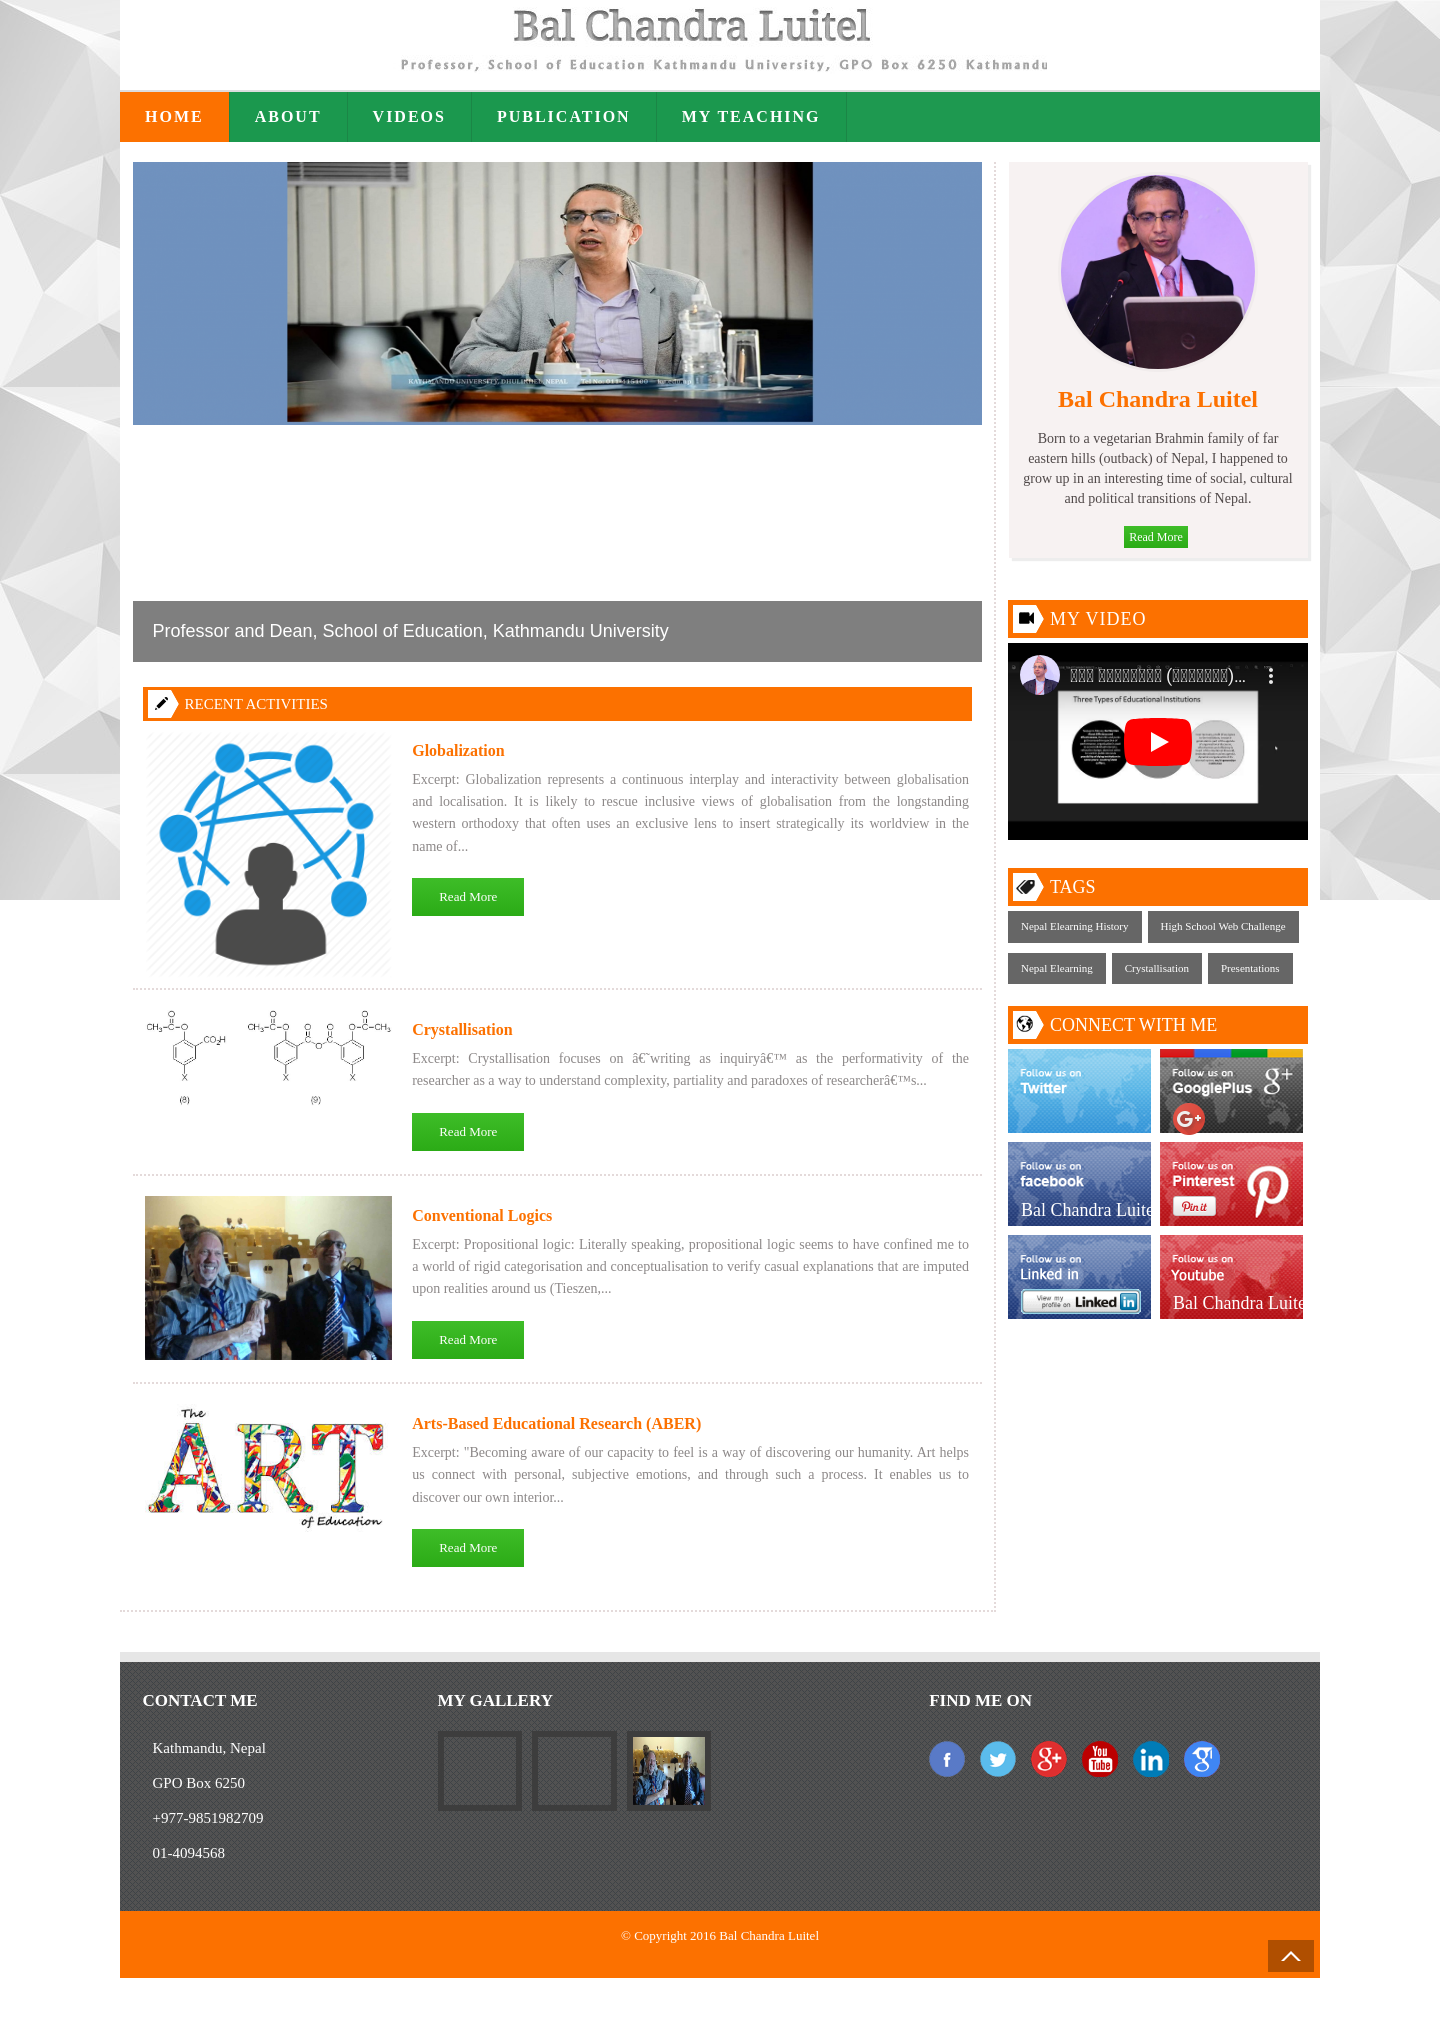 Bal Chandra Luitel
Professor, School of Education Kathmandu University, GPO Box 6250 Kathmandu
HOME
ABOUT
VIDEOS
PUBLICATION
MY TEACHING
KATHMANDU UNIVERSITY, DHULIKHEL, NEPAL
Professor and Dean, School of Education, Kathmandu University
RECENT ACTIVITIES
Globalization
Excerpt: Globalization represents a continuous interplay and interactivity between globalisation
and localisation. It is likely to rescue inclusive views of globalisation from the longstanding
western orthodoxy that often uses an exclusive lens to insert strategically its worldview in the
name of...
Read More
CH₃ C O
CO₂H
X
(8)
CH₃ C O
O CH₃
X X
(9)
Crystallisation
Excerpt: Crystallisation focuses on â€˜writing as inquiryâ€™ as the performativity of the
researcher as a way to understand complexity, partiality and paradoxes of researcherâ€™s...
Read More
Conventional Logics
Excerpt: Propositional logic: Literally speaking, propositional logic seems to have confined me to
a world of rigid categorisation and conceptualisation to verify casual explanations that are imputed
upon realities around us (Tieszen,...
Read More
The
ART
of Education
Arts-Based Educational Research (ABER)
Excerpt: "Becoming aware of our capacity to feel is a way of discovering our humanity. Art helps
us connect with personal, subjective emotions, and through such a process. It enables us to
discover our own interior...
Read More
Bal Chandra Luitel
Born to a vegetarian Brahmin family of far
eastern hills (outback) of Nepal, I happened to
grow up in an interesting time of social, cultural
and political transitions of Nepal.
Read More
MY VIDEO
Three Types of Educational Institutions
TAGS
Nepal Elearning History
High School Web Challenge
Nepal Elearning
Crystallisation
Presentations
CONNECT WITH ME
Follow us on
Twitter
Follow us on
GooglePlus
g+
G+
Follow us on
facebook
Bal Chandra Luite
Follow us on
Pinterest
Pin it
Follow us on
Linked in
View my
profile on Linked in
Follow us on
Youtube
Bal Chandra Luite
CONTACT ME
Kathmandu, Nepal
GPO Box 6250
+977-9851982709
01-4094568
MY GALLERY
FIND ME ON
f
g+
You
Tube
in
g
© Copyright 2016 Bal Chandra Luitel